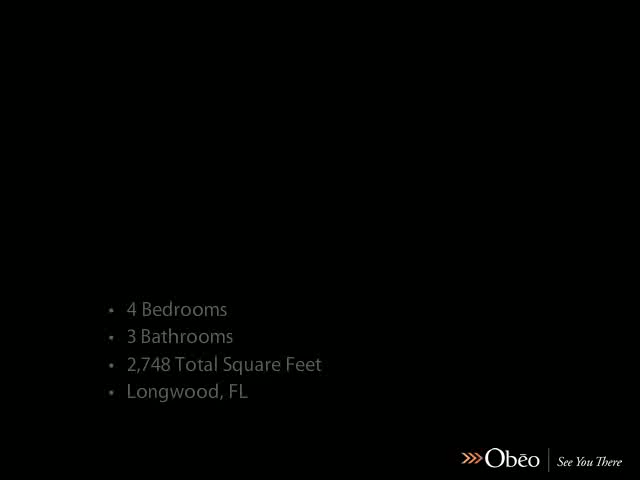 • 4 Bedrooms
• 3 Bathrooms
• 2,748 Total Square Feet
• Longwood, FL
Obēo | See You There